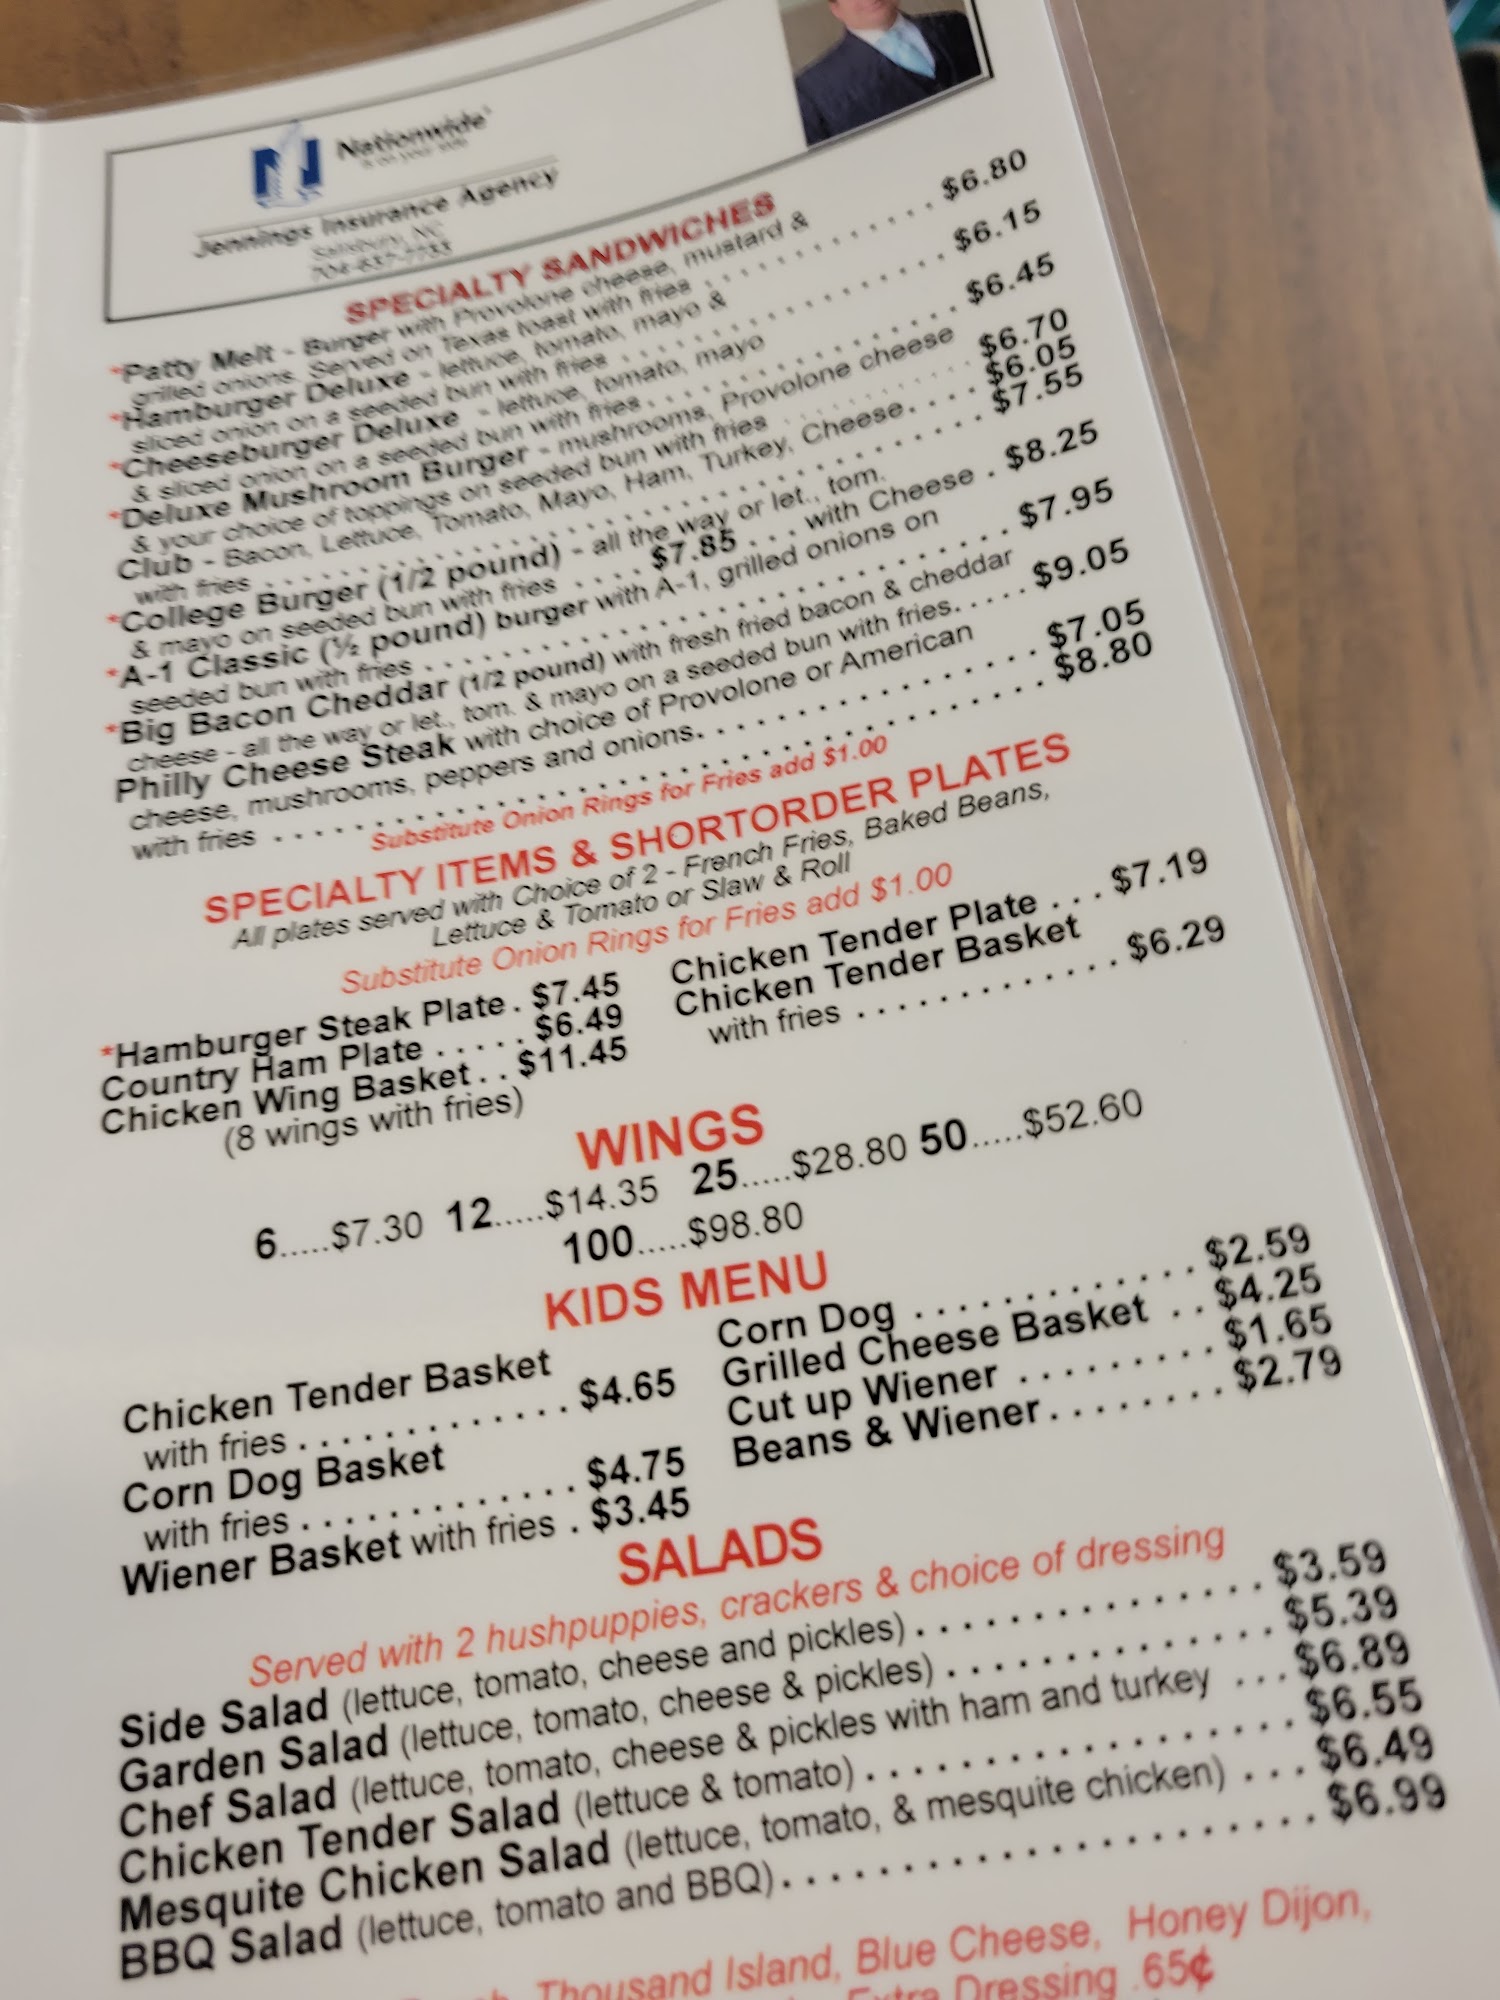 Nationwide
is on your side
Jennings Insurance Agency
Salisbury, NC
SPECIALTY SANDWICHES
*Patty Melt - Burger with Provolone cheese, mustard &
grilled onions. Served on Texas toast with fries . . . . . . . . . . . . $6.80
*Hamburger Deluxe - lettuce, tomato, mayo &
sliced onion on a seeded bun with fries . . . . . . . . . . . . . . . . $6.15
*Cheeseburger Deluxe - lettuce, tomato, mayo
& sliced onion on a seeded bun with fries . . . . . . . . . . . . . . $6.45
*Deluxe Mushroom Burger - mushrooms, Provolone cheese $6.70
& your choice of toppings on seeded bun with fries . . . . . . . . $6.05
Club - Bacon, Lettuce, Tomato, Mayo, Ham, Turkey, Cheese. . . . $7.55
with fries . . . . . . . . . . . . . . . . . . . . . . . . . . . . . . . .
*College Burger (1/2 pound) - all the way or let., tom.
& mayo on seeded bun with fries . . . . $7.85 . . . with Cheese . $8.25
*A-1 Classic (½ pound) burger with A-1, grilled onions on
seeded bun with fries . . . . . . . . . . . . . . . . . . . . . . . . . . $7.95
*Big Bacon Cheddar (1/2 pound) with fresh fried bacon & cheddar
cheese - all the way or let., tom. & mayo on a seeded bun with fries. . . . . $9.05
Philly Cheese Steak with choice of Provolone or American
cheese, mushrooms, peppers and onions. . . . . . . . . . . . . . . $7.05
with fries . . . . . . . . . . . . . . . . . . . . . . . . . . . . . . . . $8.80
Substitute Onion Rings for Fries add $1.00
SPECIALTY ITEMS & SHORTORDER PLATES
All plates served with Choice of 2 - French Fries, Baked Beans,
Lettuce & Tomato or Slaw & Roll
Substitute Onion Rings for Fries add $1.00
*Hamburger Steak Plate . $7.45
Country Ham Plate . . . . . $6.49
Chicken Wing Basket. . $11.45
(8 wings with fries)
Chicken Tender Plate . . . $7.19
Chicken Tender Basket
with fries . . . . . . . . . . . . . $6.29
WINGS
6.....$7.30 12.....$14.35 25.....$28.80 50.....$52.60
100.....$98.80
KIDS MENU
Chicken Tender Basket
with fries . . . . . . . . . . . . . $4.65
Corn Dog Basket
with fries . . . . . . . . . . . . . $4.75
Wiener Basket with fries . $3.45
Corn Dog . . . . . . . . . . . . . $2.59
Grilled Cheese Basket . . $4.25
Cut up Wiener . . . . . . . . . $1.65
Beans & Wiener. . . . . . . . $2.79
SALADS
Served with 2 hushpuppies, crackers & choice of dressing
Side Salad (lettuce, tomato, cheese and pickles) . . . . . . . . . . . . . . . $3.59
Garden Salad (lettuce, tomato, cheese & pickles) . . . . . . . . . . . . . . $5.39
Chef Salad (lettuce, tomato, cheese & pickles with ham and turkey . . . $6.89
Chicken Tender Salad (lettuce & tomato) . . . . . . . . . . . . . . . . . . $6.55
Mesquite Chicken Salad (lettuce, tomato, & mesquite chicken) . . . $6.49
BBQ Salad (lettuce, tomato and BBQ). . . . . . . . . . . . . . . . . . . . . $6.99
Thousand Island, Blue Cheese, Honey Dijon,
Extra Dressing .65¢